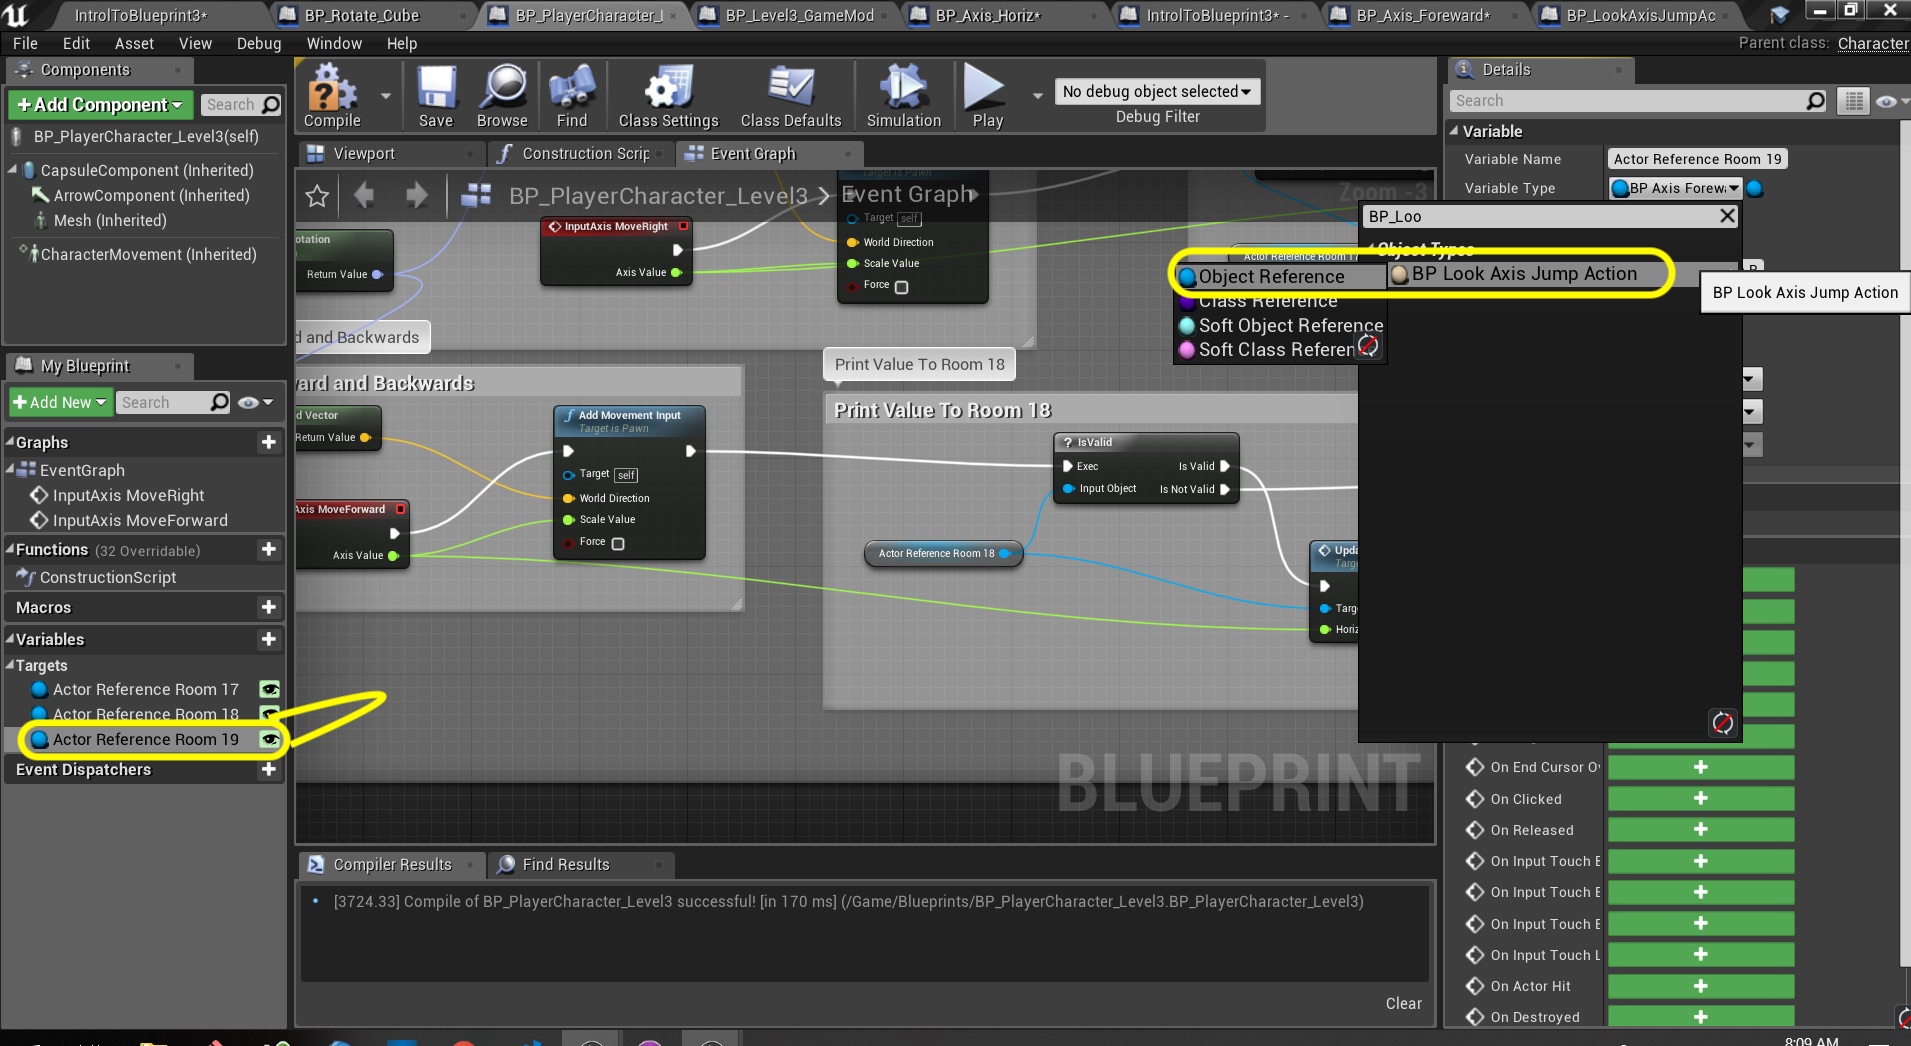 IntrolToBlueprint3*
BP_Rotate_Cube
BP_PlayerCharacter_L
BP_Level3_GameMod
BP_Axis_Horiz*
IntrolToBlueprint3* -
BP_Axis_Foreward*
BP_LookAxisJumpAc
File Edit Asset View Debug Window Help
Parent class: Character
Components
+Add Component
Search
BP_PlayerCharacter_Level3(self)
CapsuleComponent (Inherited)
ArrowComponent (Inherited)
Mesh (Inherited)
CharacterMovement (Inherited)
Compile
Save
Browse
Find
Class Settings
Class Defaults
Simulation
Play
No debug object selected
Debug Filter
Viewport
Construction Scrip
Event Graph
BP_PlayerCharacter_Level3 > Event Graph
Zoom -3
otation
Return Value
InputAxis MoveRight
Axis Value
Target is Pawn
Target self
World Direction
Scale Value
Force
d and Backwards
vard and Backwards
d Vector
Return Value
Axis MoveForward
Axis Value
Add Movement Input
Target is Pawn
Target self
World Direction
Scale Value
Force
Print Value To Room 18
Print Value To Room 18
? IsValid
Exec Is Valid
Input Object Is Not Valid
Actor Reference Room 18
Upda
Targe
Targ
Horiz
Actor Reference Room 17
Object Reference
Class Reference
Soft Object Reference
Soft Class Referen
BP_Loo
Object Types
BP Look Axis Jump Action
BP Look Axis Jump Action
BLUEPRINT
My Blueprint
+Add New
Search
Graphs
EventGraph
InputAxis MoveRight
InputAxis MoveForward
Functions (32 Overridable)
ConstructionScript
Macros
Variables
Targets
Actor Reference Room 17
Actor Reference Room 18
Actor Reference Room 19
Event Dispatchers
Compiler Results
Find Results
[3724.33] Compile of BP_PlayerCharacter_Level3 successful! [in 170 ms] (/Game/Blueprints/BP_PlayerCharacter_Level3.BP_PlayerCharacter_Level3)
Clear
Details
Search
Variable
Variable Name Actor Reference Room 19
Variable Type BP Axis Forew
On End Cursor O
On Clicked
On Released
On Input Touch E
On Input Touch E
On Input Touch E
On Input Touch L
On Actor Hit
On Destroyed
8:09 AM